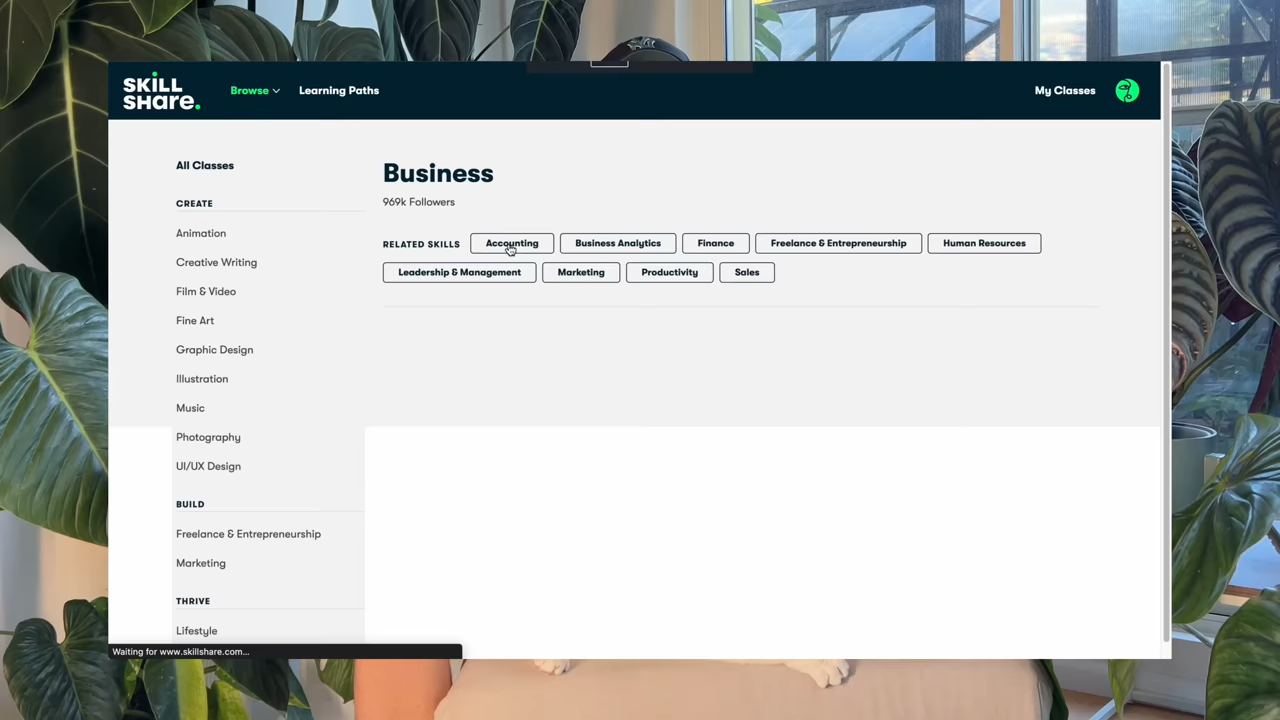 SKILL
SHare.
Browse
Learning Paths
My Classes
All Classes
CREATE
Animation
Creative Writing
Film & Video
Fine Art
Graphic Design
Illustration
Music
Photography
UI/UX Design
BUILD
Freelance & Entrepreneurship
Marketing
THRIVE
Lifestyle
Business
969k Followers
RELATED SKILLS Accounting Business Analytics Finance Freelance & Entrepreneurship Human Resources
Leadership & Management Marketing Productivity Sales
Waiting for www.skillshare.com...